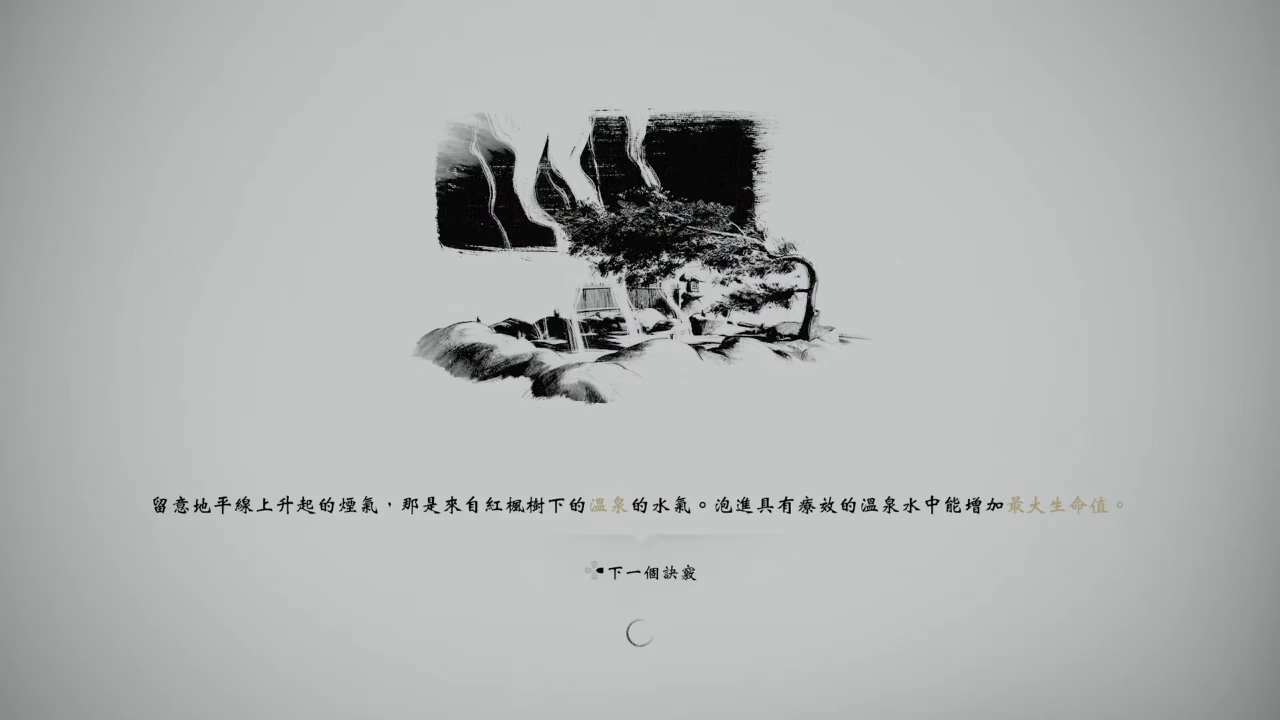 留意地平線上升起的煙氣，那是來自紅楓樹下的溫泉的水氣。泡進具有療效的溫泉水中能增加最大生命值。
下一個訣竅